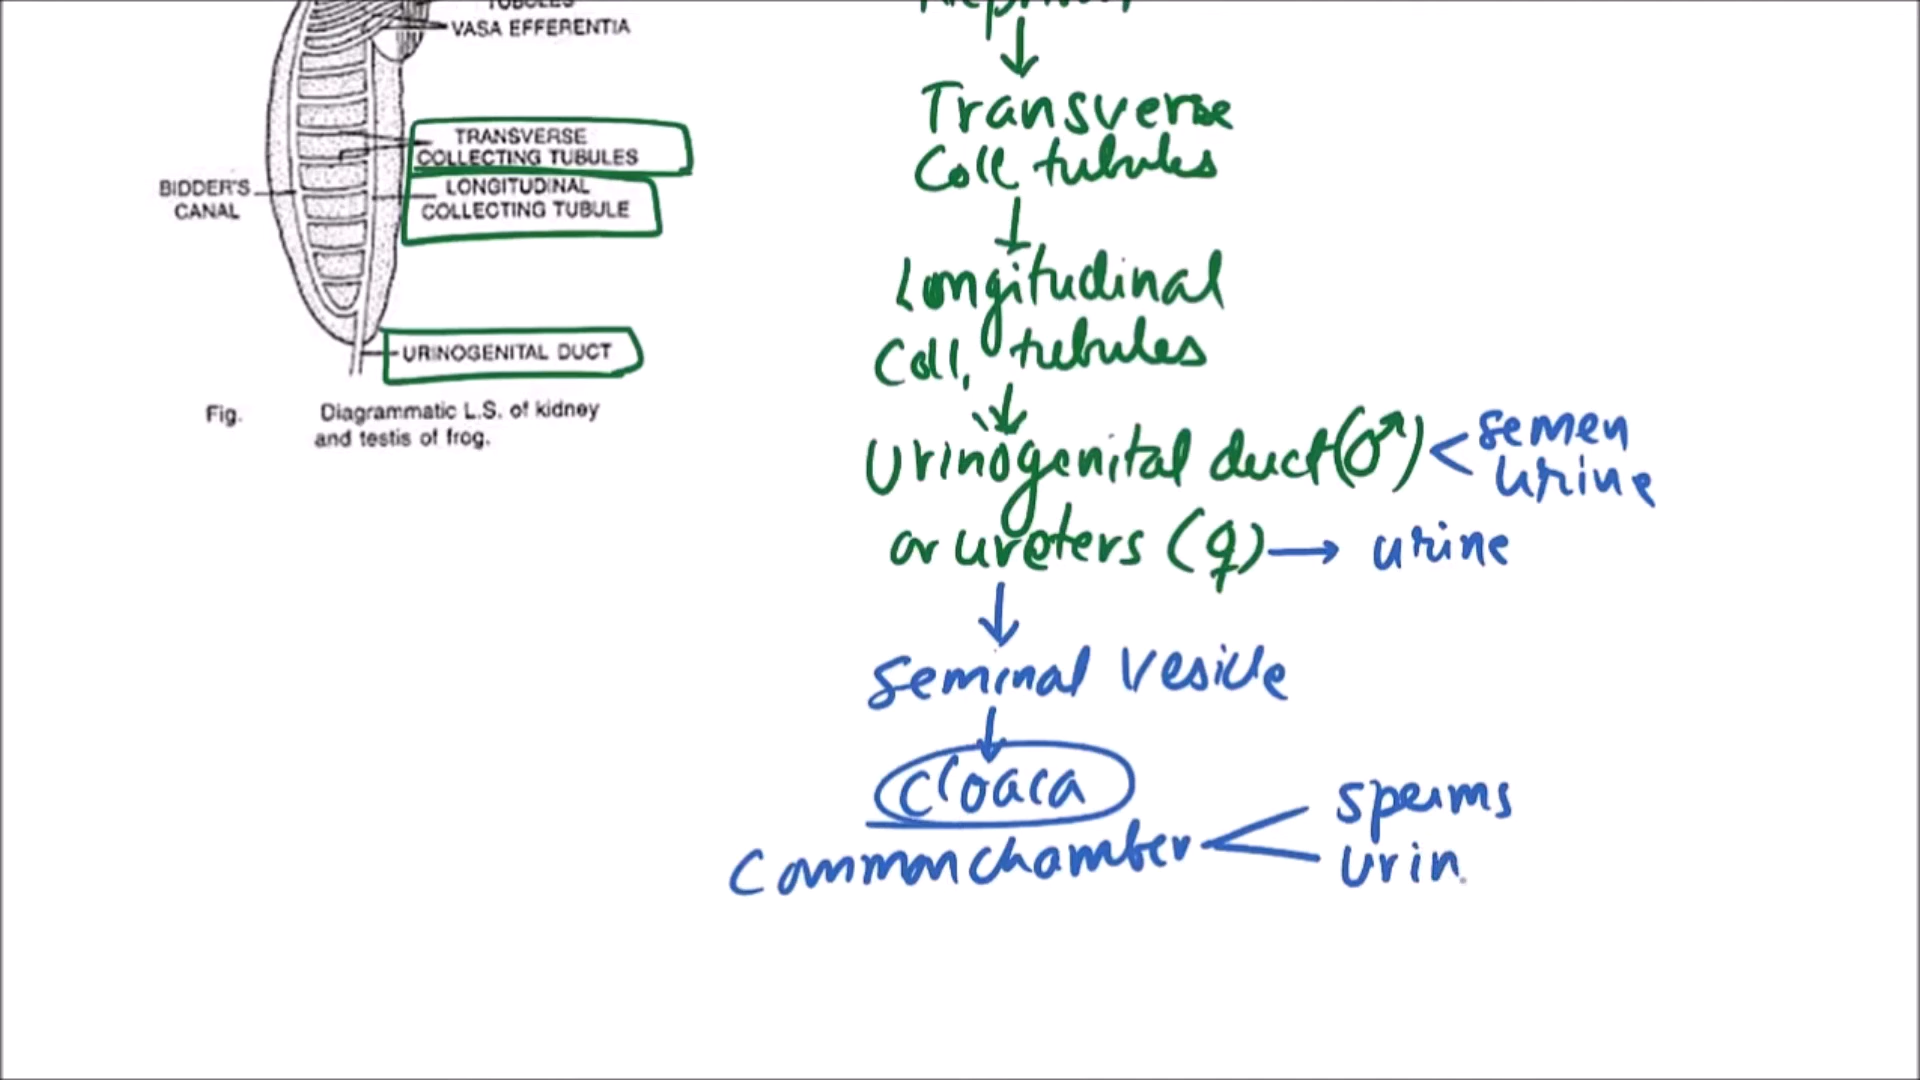 TUBULES
VASA EFFERENTIA
TRANSVERSE
COLLECTING TUBULES
BIDDER'S
CANAL
LONGITUDINAL
COLLECTING TUBULE
URINOGENITAL DUCT
Fig. Diagrammatic L.S. of kidney
and testis of frog.
Transverse
Coll tubules
Longitudinal
Coll. tubules
Urinogenital duct (♂) < semen
urine
or ureters (♀) → urine
Seminal Vesicle
Cloaca
Common chamber
sperms
urin